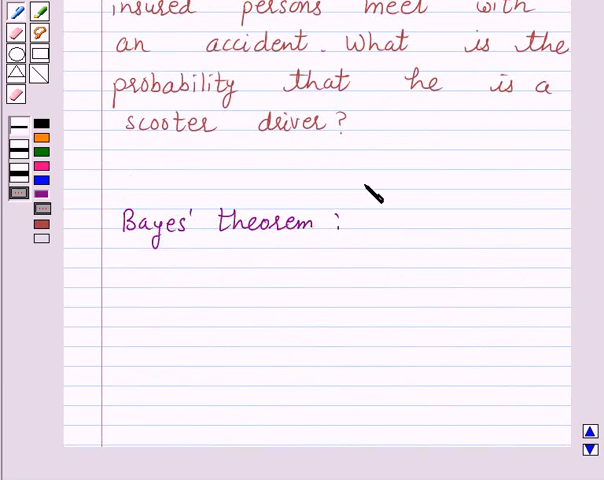 insured persons meet with
an accident. What is the
probability that he is a
scooter driver?
Bayes' theorem :